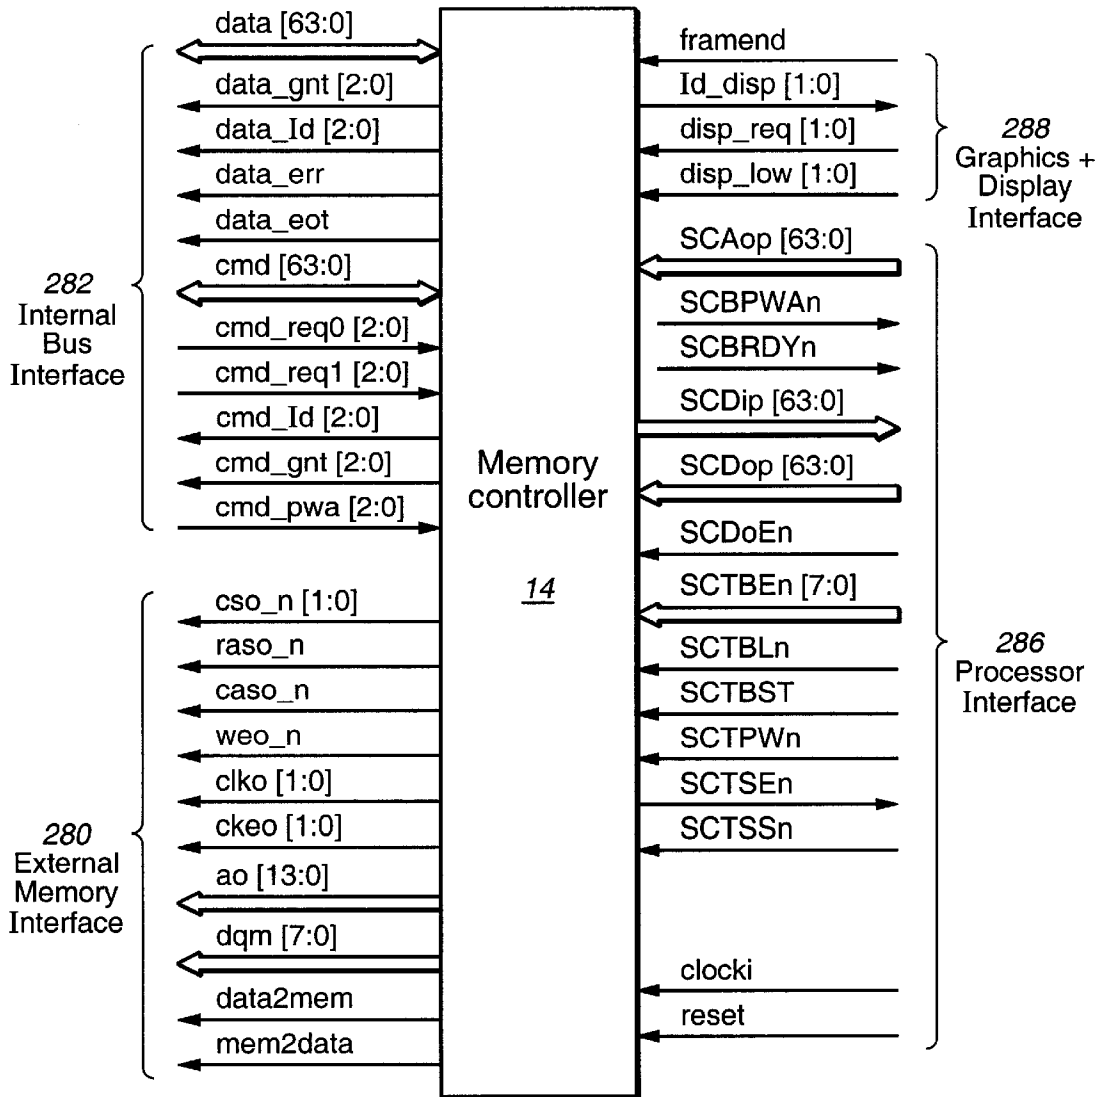 data [63:0]
data_gnt [2:0]
data_Id [2:0]
data_err
data_eot
cmd [63:0]
cmd_req0 [2:0]
cmd_req1 [2:0]
cmd_Id [2:0]
cmd_gnt [2:0]
cmd_pwa [2:0]
282
Internal
Bus
Interface
cso_n [1:0]
raso_n
caso_n
weo_n
clko [1:0]
ckeo [1:0]
ao [13:0]
dqm [7:0]
data2mem
mem2data
280
External
Memory
Interface
Memory
controller
14
framend
Id_disp [1:0]
disp_req [1:0]
disp_low [1:0]
288
Graphics +
Display
Interface
SCAop [63:0]
SCBPWAn
SCBRDYn
SCDip [63:0]
SCDop [63:0]
SCDoEn
SCTBEn [7:0]
SCTBLn
SCTBST
SCTPWn
SCTSEn
SCTSSn
clocki
reset
286
Processor
Interface